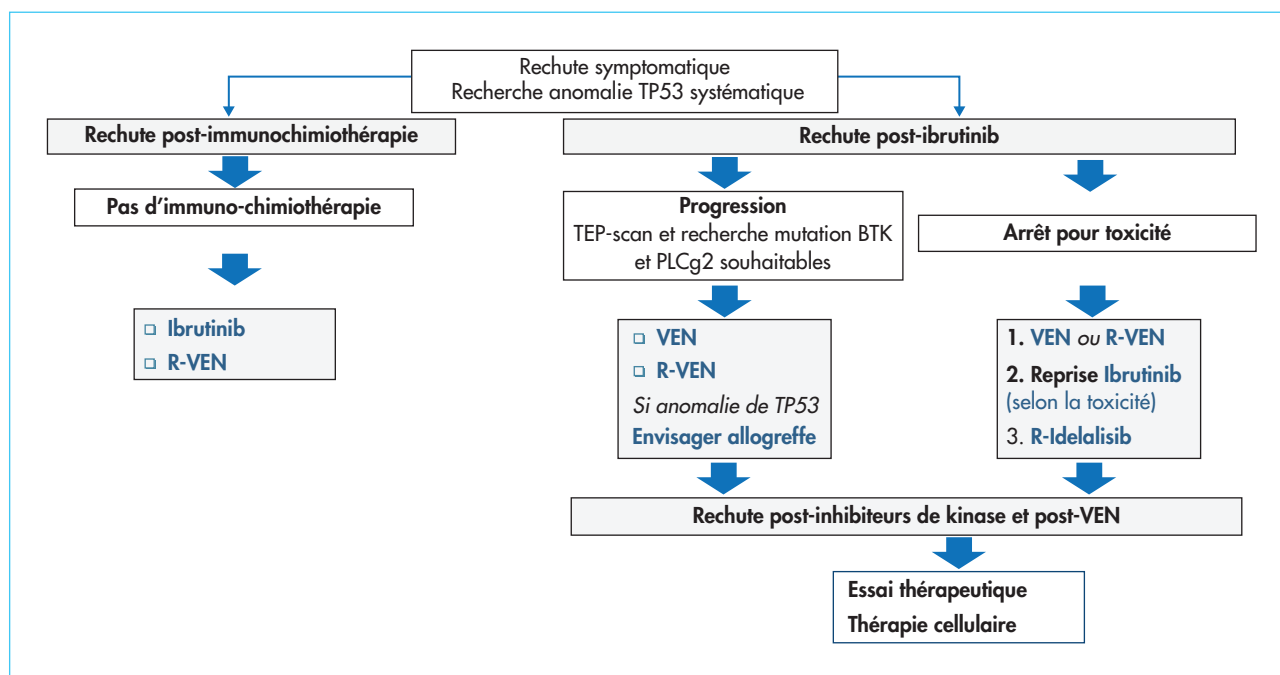 Rechute symptomatique
Recherche anomalie TP53 systématique
Rechute post-immunochimiothérapie
Pas d'immuno-chimiothérapie
❑ Ibrutinib
❑ R-VEN
Rechute post-ibrutinib
Progression
TEP-scan et recherche mutation BTK
et PLCg2 souhaitables
❑ VEN
❑ R-VEN
Si anomalie de TP53
Envisager allogreffe
Arrêt pour toxicité
1. VEN ou R-VEN
2. Reprise Ibrutinib
(selon la toxicité)
3. R-Idelalisib
Rechute post-inhibiteurs de kinase et post-VEN
Essai thérapeutique
Thérapie cellulaire